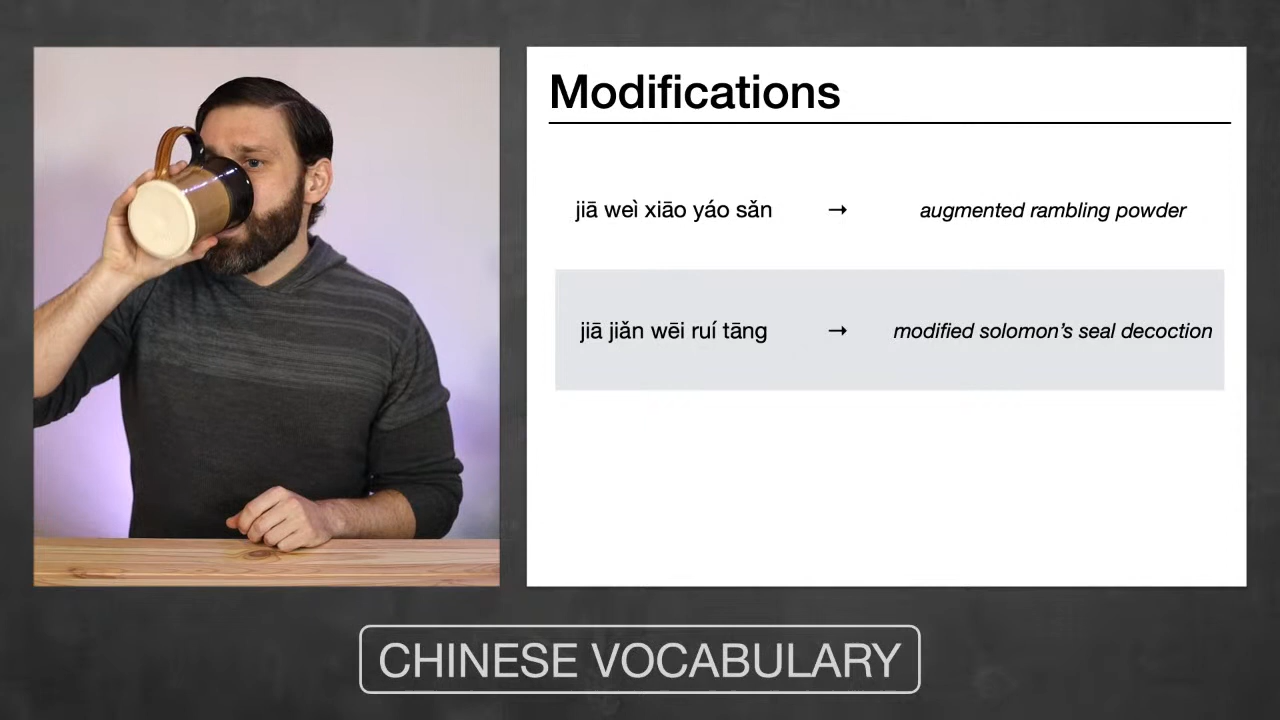 Modifications
jiā weì xiāo yáo sǎn → augmented rambling powder
jiā jiǎn wēi ruí tāng → modified solomon’s seal decoction
CHINESE VOCABULARY